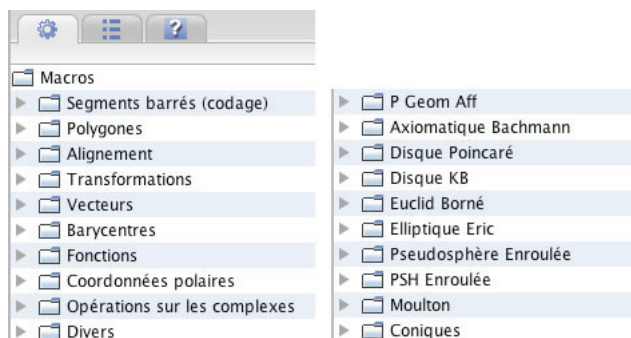 ?
Macros
Segments barrés (codage)
Polygones
Alignement
Transformations
Vecteurs
Barycentres
Fonctions
Coordonnées polaires
Opérations sur les complexes
Divers
P Geom Aff
Axiomatique Bachmann
Disque Poincaré
Disque KB
Euclid Borné
Elliptique Eric
Pseudosphère Enroulée
PSH Enroulée
Moulton
Coniques